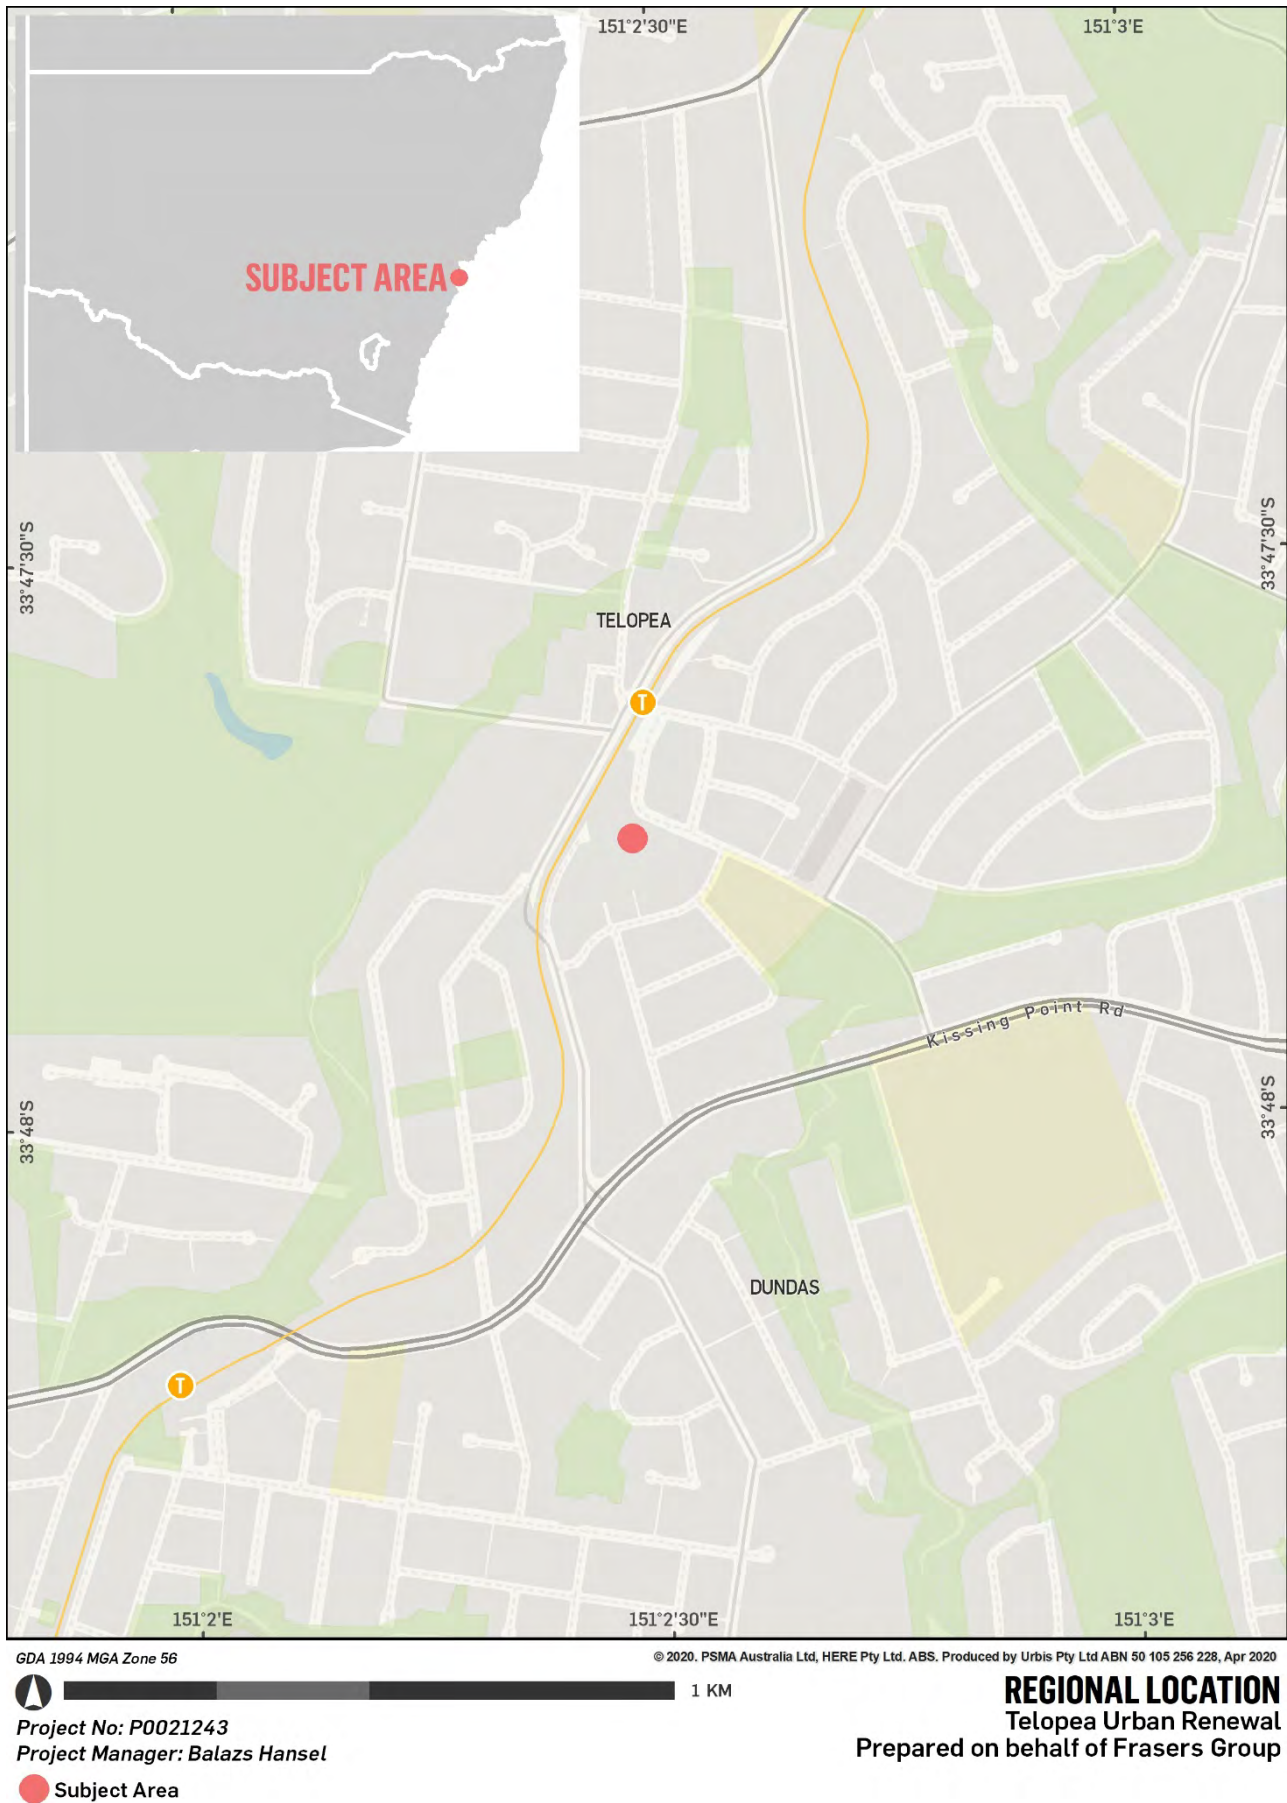 151°2'30"E
151°3'E
SUBJECT AREA
33°47'30"S
33°47'30"S
TELOPEA
T
Kissing Point Rd
33°48'S
33°48'S
DUNDAS
T
151°2'E
151°2'30"E
151°3'E
GDA 1994 MGA Zone 56
© 2020. PSMA Australia Ltd, HERE Pty Ltd. ABS. Produced by Urbis Pty Ltd ABN 50 105 256 228, Apr 2020
1 KM
REGIONAL LOCATION
Telopea Urban Renewal
Prepared on behalf of Frasers Group
Project No: P0021243
Project Manager: Balazs Hansel
Subject Area